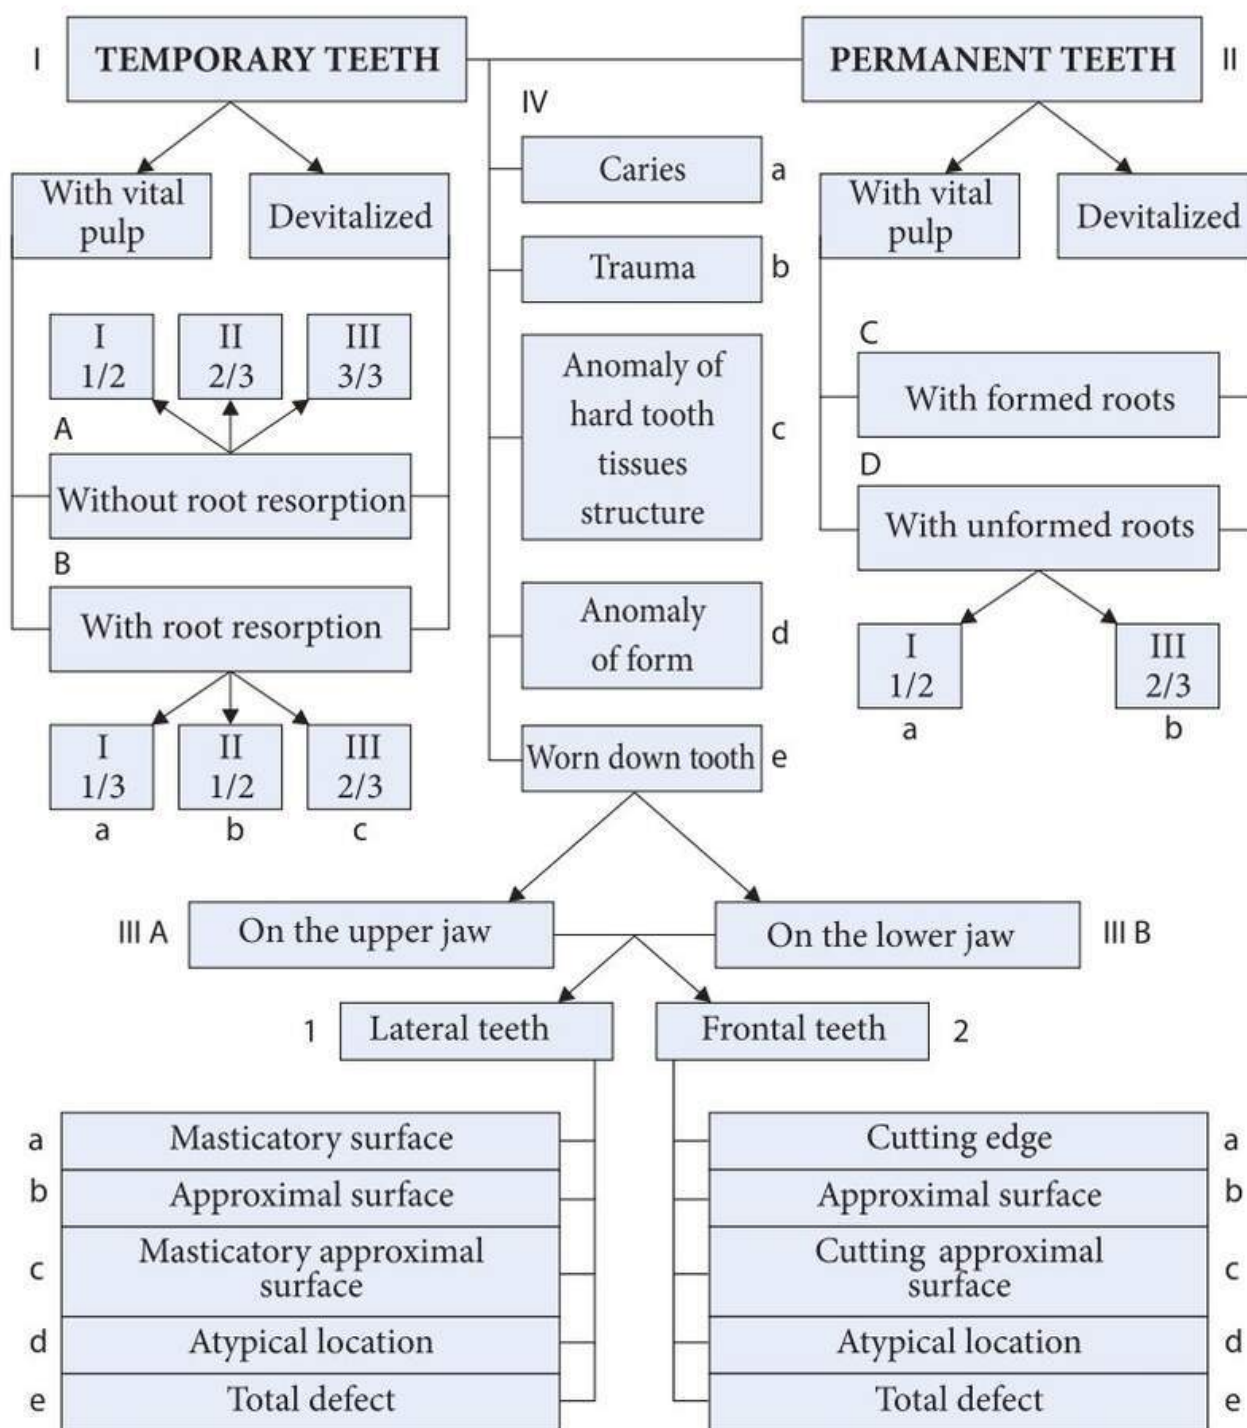 I
TEMPORARY TEETH
PERMANENT TEETH
II
With vital
pulp
Devitalized
I
1/2
II
2/3
III
3/3
A
Without root resorption
B
With root resorption
I
1/3
a
II
1/2
b
III
2/3
c
IV
Caries
a
Trauma
b
Anomaly of
hard tooth
tissues
structure
c
Anomaly
of form
d
Worn down tooth
e
With vital
pulp
Devitalized
C
With formed roots
D
With unformed roots
I
1/2
a
III
2/3
b
III A
On the upper jaw
On the lower jaw
III B
1
Lateral teeth
Frontal teeth
2
a
Masticatory surface
b
Approximal surface
c
Masticatory approximal
surface
d
Atypical location
e
Total defect
Cutting edge
a
Approximal surface
b
Cutting approximal
surface
c
Atypical location
d
Total defect
e